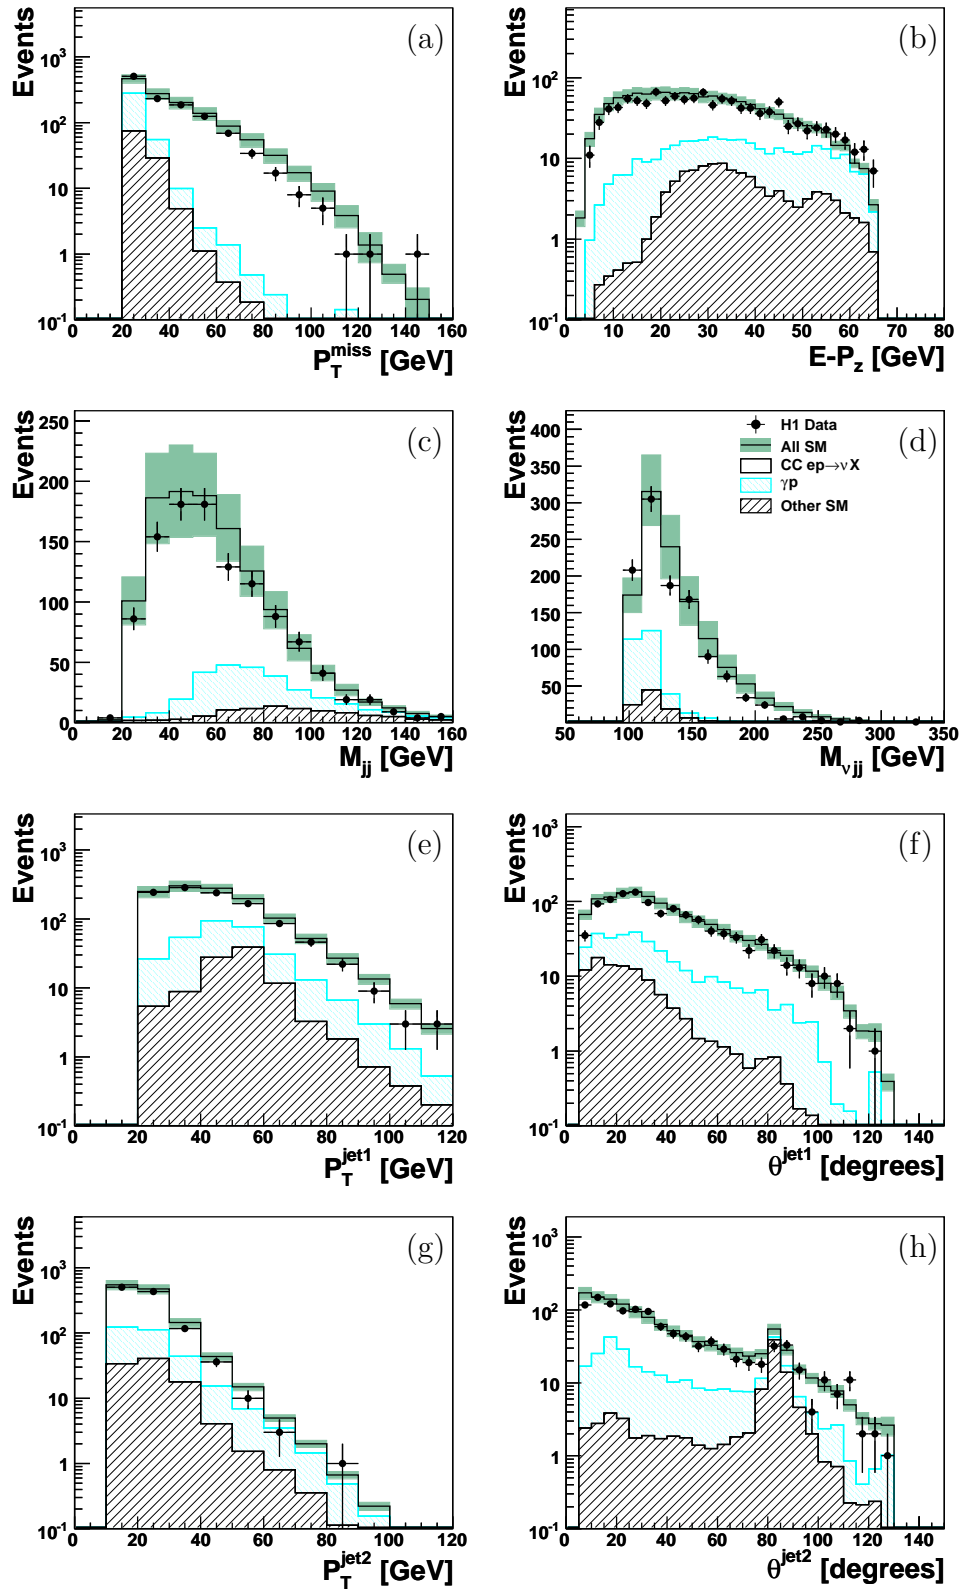 (a)
Events
10³
10²
10
1
10⁻¹
0 20 40 60 80 100 120 140 160
P_T^miss [GeV]
(b)
Events
10²
10
1
10⁻¹
0 10 20 30 40 50 60 70 80
E-P_z [GeV]
(c)
Events
250
200
150
100
50
0
0 20 40 60 80 100 120 140 160
M_jj [GeV]
(d)
Events
400
350
300
250
200
150
100
50
50 100 150 200 250 300 350
M_νjj [GeV]
H1 Data
All SM
CC ep→νX
γp
Other SM
(e)
Events
10³
10²
10
1
10⁻¹
0 20 40 60 80 100 120
P_T^jet1 [GeV]
(f)
Events
10³
10²
10
1
10⁻¹
0 20 40 60 80 100 120 140
θ^jet1 [degrees]
(g)
Events
10³
10²
10
1
10⁻¹
0 20 40 60 80 100 120
P_T^jet2 [GeV]
(h)
Events
10³
10²
10
1
10⁻¹
0 20 40 60 80 100 120 140
θ^jet2 [degrees]